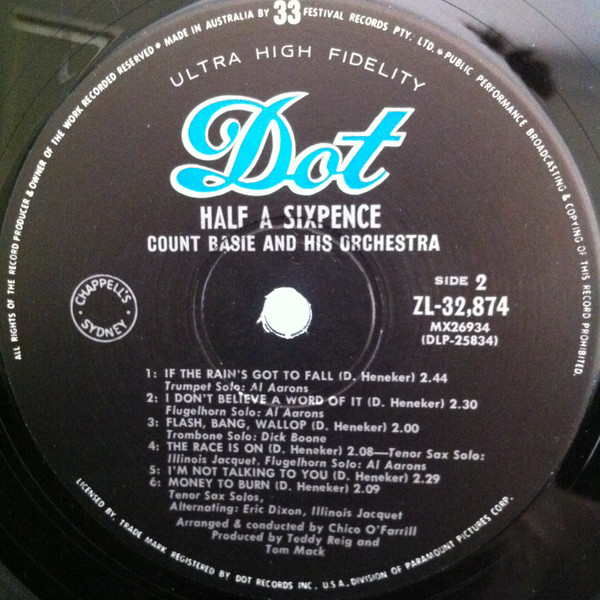 ALL RIGHTS OF THE RECORD PRODUCER & OWNER OF THE WORK RECORDED RESERVED * MADE IN AUSTRALIA BY 33 FESTIVAL RECORDS PTY. LTD. * PUBLIC PERFORMANCE BROADCASTING & COPYING OF THIS RECORD PROHIBITED.
ULTRA HIGH FIDELITY
Dot
HALF A SIXPENCE
COUNT BASIE AND HIS ORCHESTRA
CHAPPELL'S
SYDNEY
SIDE 2
ZL-32,874
MX26934
(DLP-25834)
1: IF THE RAIN'S GOT TO FALL (D. Heneker) 2.44
Trumpet Solo: Al Aarons
2: I DON'T BELIEVE A WORD OF IT (D. Heneker) 2.30
Flugelhorn Solo: Al Aarons
3: FLASH, BANG, WALLOP (D. Heneker) 2.00
Trombone Solo: Dick Boone
4: THE RACE IS ON (D. Heneker) 2.08—Tenor Sax Solo:
Illinois Jacquet, Flugelhorn Solo: Al Aarons
5: I'M NOT TALKING TO YOU (D. Heneker) 2.29
6: MONEY TO BURN (D. Heneker) 2.09
Tenor Sax Solos,
Alternating: Eric Dixon, Illinois Jacquet
Arranged & conducted by Chico O'Farrill
Produced by Teddy Reig and
Tom Mack
LICENSED BY, TRADE MARK REGISTERED BY DOT RECORDS INC. U.S.A., DIVISION OF PARAMOUNT PICTURES CORP.